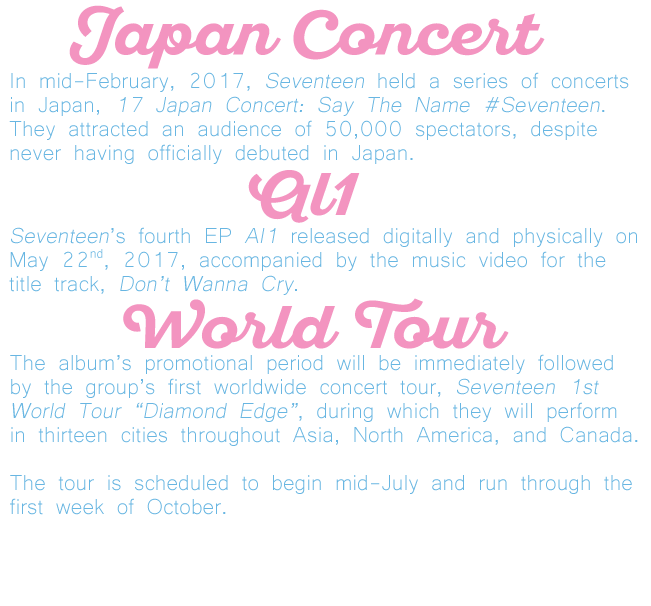 Japan Concert
In mid-February, 2017, Seventeen held a series of concerts
in Japan, 17 Japan Concert: Say The Name #Seventeen.
They attracted an audience of 50,000 spectators, despite
never having officially debuted in Japan.
Al1
Seventeen's fourth EP Al1 released digitally and physically on
May 22nd, 2017, accompanied by the music video for the
title track, Don't Wanna Cry.
World Tour
The album's promotional period will be immediately followed
by the group's first worldwide concert tour, Seventeen 1st
World Tour “Diamond Edge”, during which they will perform
in thirteen cities throughout Asia, North America, and Canada.
The tour is scheduled to begin mid-July and run through the
first week of October.